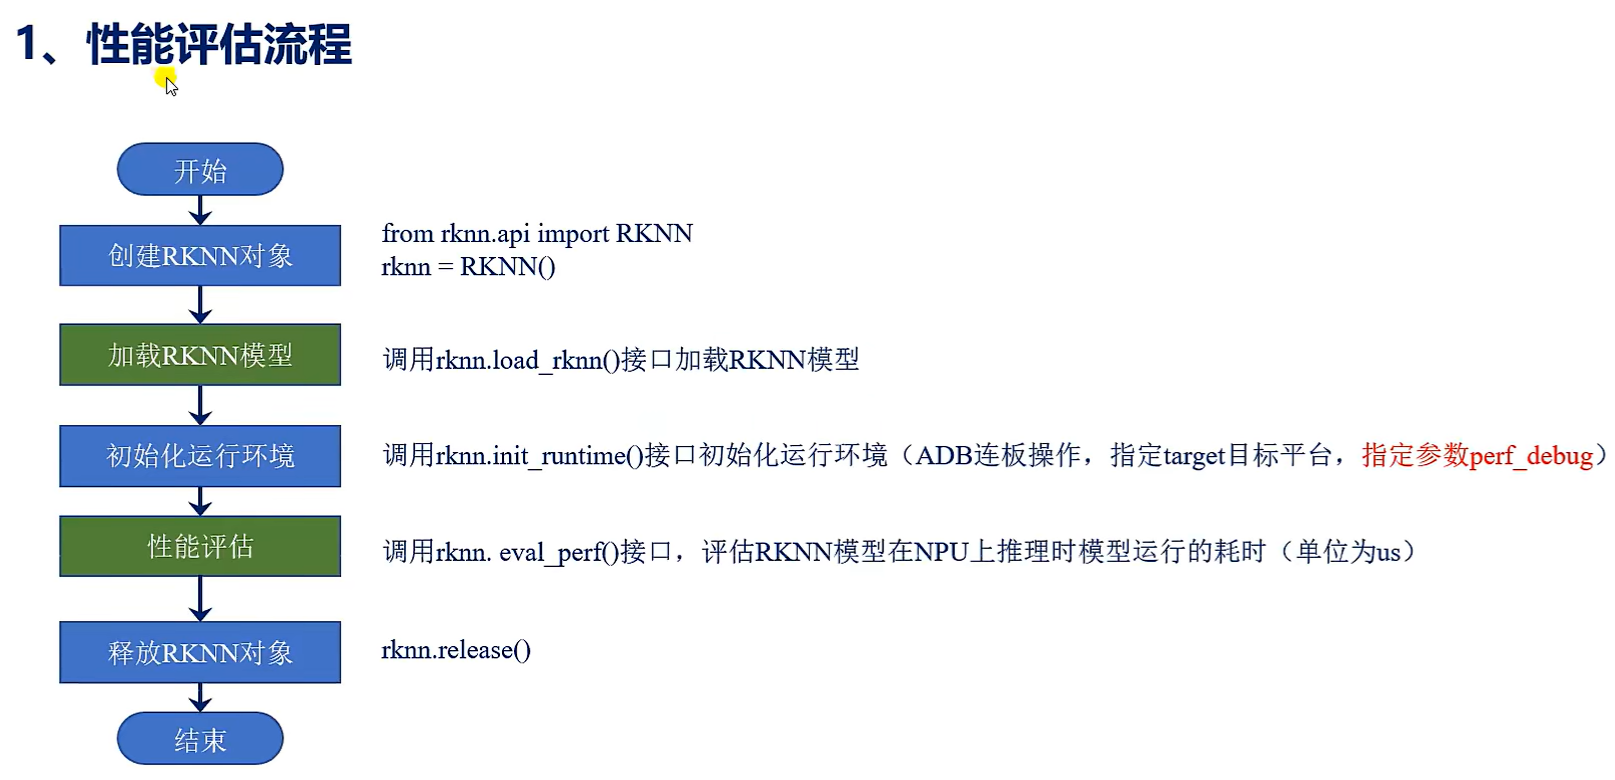 1、性能评估流程
开始
创建RKNN对象
from rknn.api import RKNN
rknn = RKNN()
加载RKNN模型
调用rknn.load_rknn()接口加载RKNN模型
初始化运行环境
调用rknn.init_runtime()接口初始化运行环境（ADB连板操作，指定target目标平台，指定参数perf_debug）
性能评估
调用rknn. eval_perf()接口，评估RKNN模型在NPU上推理时模型运行的耗时（单位为us）
释放RKNN对象
rknn.release()
结束